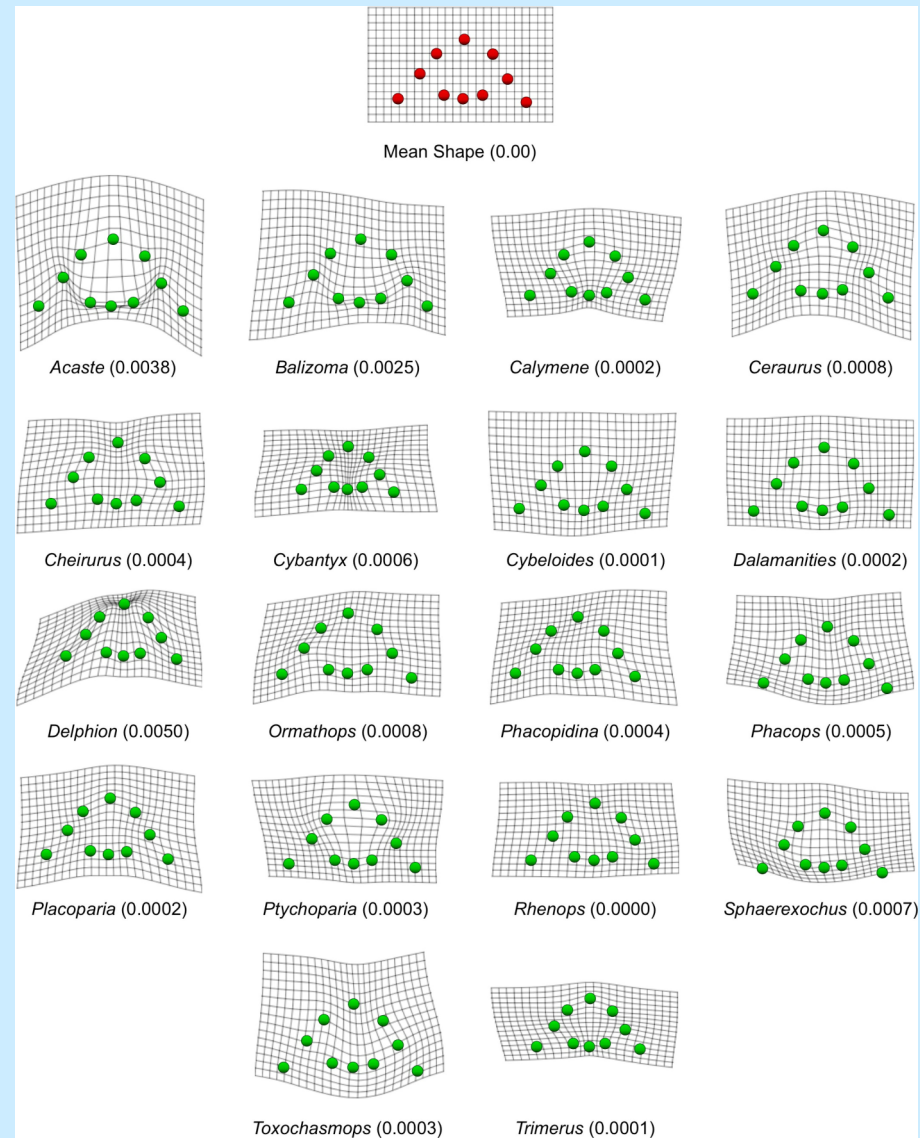 Mean Shape (0.00)
Acaste (0.0038) Balizoma (0.0025) Calymene (0.0002) Ceraurus (0.0008)
Cheirurus (0.0004) Cybantyx (0.0006) Cybeloides (0.0001) Dalamanities (0.0002)
Delphion (0.0050) Ormathops (0.0008) Phacopidina (0.0004) Phacops (0.0005)
Placoparia (0.0002) Ptychoparia (0.0003) Rhenops (0.0000) Sphaerexochus (0.0007)
Toxochasmops (0.0003) Trimerus (0.0001)